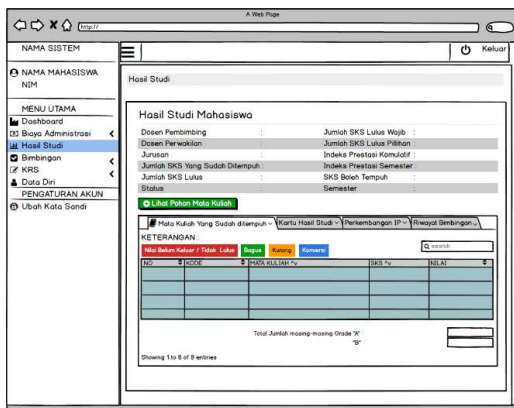 A Web Page
http://
NAMA SISTEM
Keluar
NAMA MAHASISWA
NIM
Hasil Studi
MENU UTAMA
Dashboard
Biaya Administrasi
Hasil Studi
Bimbingan
KRS
Data Diri
PENGATURAN AKUN
Ubah Kata Sandi
Hasil Studi Mahasiswa
Dosen Pembimbing : Jumlah SKS Lulus Wajib :
Dosen Perwakilan : Jumlah SKS Lulus Pilihan :
Jurusan : Indeks Prestasi Komulatif :
Jumlah SKS Yang Sudah Ditempuh : Indeks Prestasi Semester :
Jumlah SKS Lulus : SKS Boleh Tempuh :
Status : Semester :
Lihat Pohon Mata Kuliah
Mata Kuliah Yang Sudah ditempuh Kartu Hasil Studi Perkembangan IP Riwayat Bimbingan
KETERANGAN :
Nilai Belum Keluar / Tidak Lulus Bagus Kurang Konversi
search
NO KODE MATA KULIAH ^v SKS ^v NILAI
Total Jumlah masing-masing Grade "A" :
"B" :
Showing 1 to 8 of 8 entries